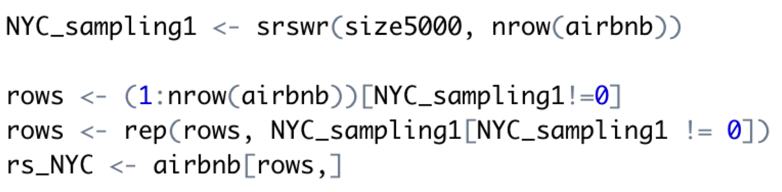 NYC_sampling1 <- srswr(size5000, nrow(airbnb))
rows <- (1:nrow(airbnb))[NYC_sampling1!=0]
rows <- rep(rows, NYC_sampling1[NYC_sampling1 != 0])
rs_NYC <- airbnb[rows,]